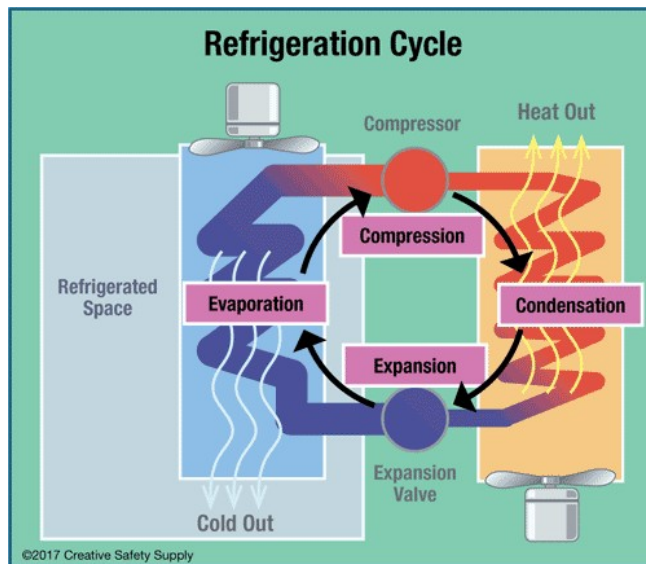 Refrigeration Cycle
Compressor
Heat Out
Compression
Refrigerated
Space
Evaporation
Condensation
Expansion
Expansion
Valve
Cold Out
©2017 Creative Safety Supply